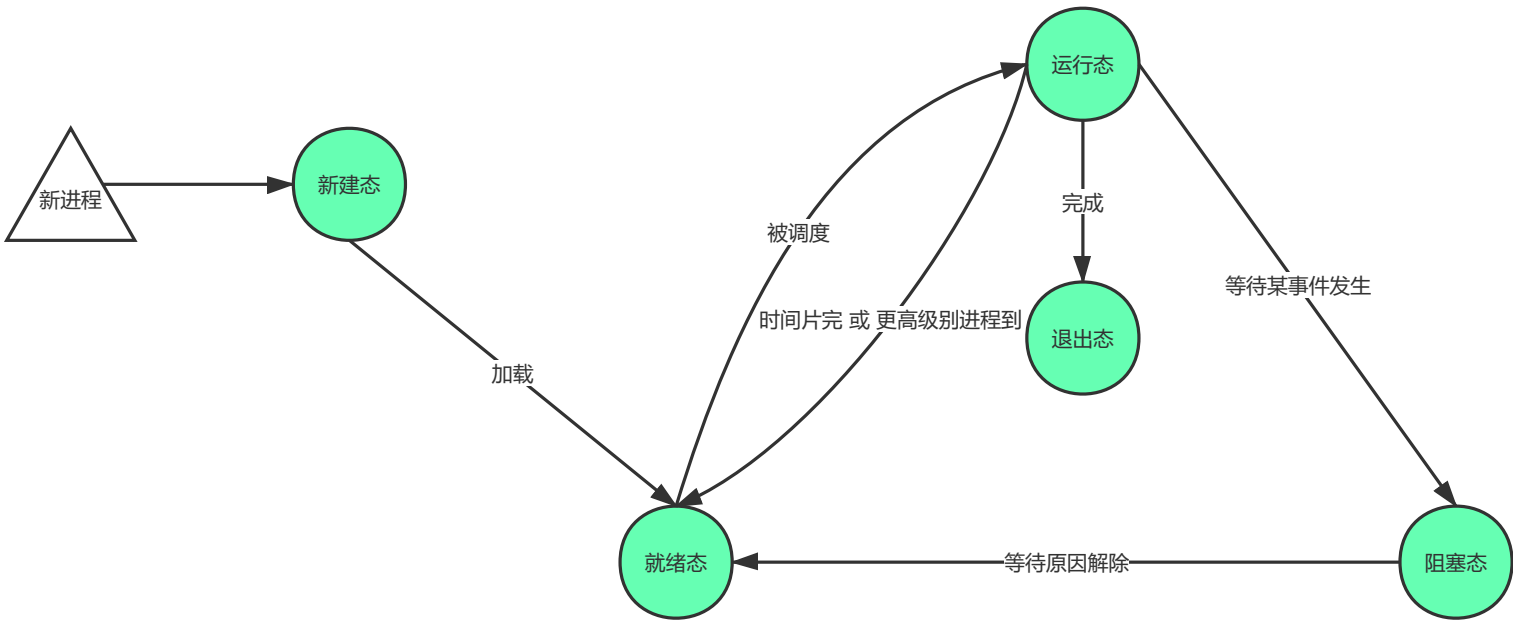 运行态
新建态
新进程
完成
被调度
等待某事件发生
时间片完 或 更高级别进程到
退出态
加载
就绪态
等待原因解除
阻塞态